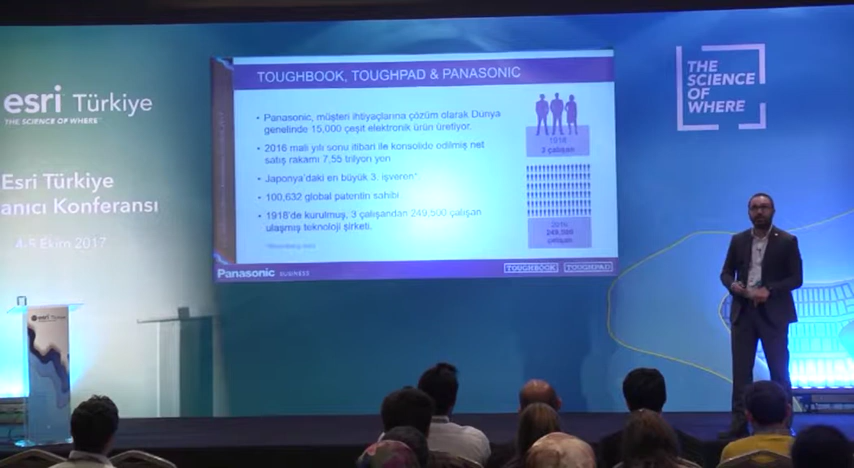 esri Türkiye
THE SCIENCE OF WHERE
Esri Türkiye
anıcı Konferansı
4-5 Ekim 2017
TOUGHBOOK, TOUGHPAD & PANASONIC
• Panasonic, müşteri ihtiyaçlarına çözüm olarak Dünya
genelinde 15,000 çeşit elektronik ürün üretiyor.
• 2016 mali yılı sonu itibari ile konsolide edilmiş net
satış rakamı 7,55 trilyon yen
• Japonya'daki en büyük 3. işveren*
• 100,632 global patentin sahibi
• 1918'de kurulmuş, 3 çalışandan 249,500 çalışan
ulaşmış teknoloji şirketi.
1918
3 çalışan
2016
çalışan
Panasonic BUSINESS
TOUGHBOOK TOUGHPAD
THE
SCIENCE
OF
WHERE
esri Türkiye